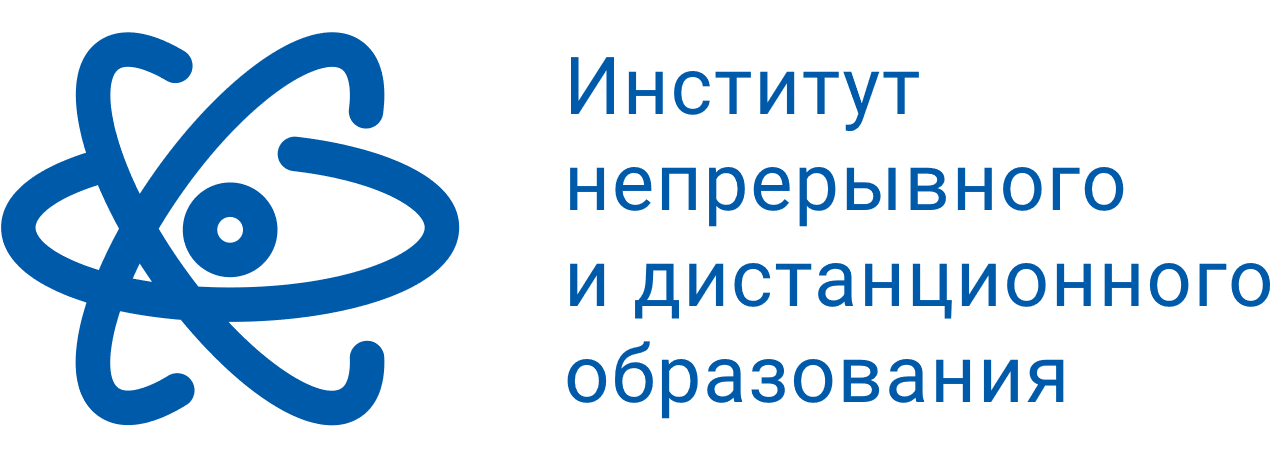 Институт
непрерывного
и дистанционного
образования